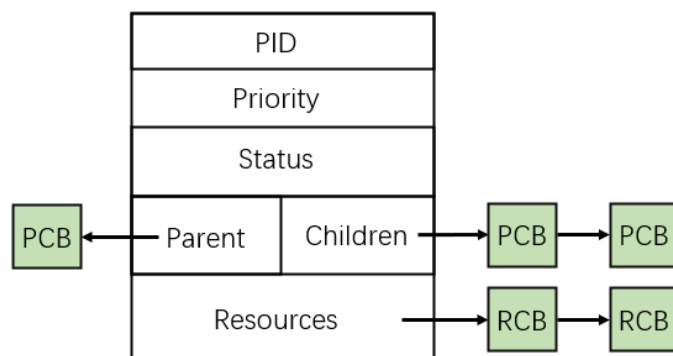 PID
Priority
Status
PCB Parent Children PCB PCB
Resources RCB RCB